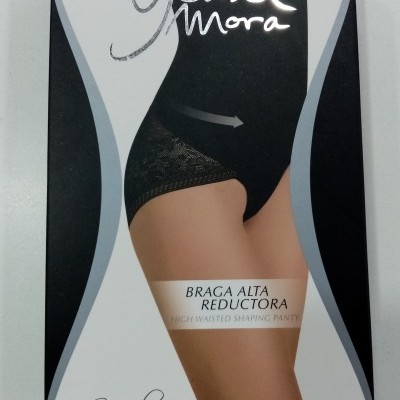 Mora
BRAGA ALTA
REDUCTORA
HIGH WAISTED SHAPING PANTY